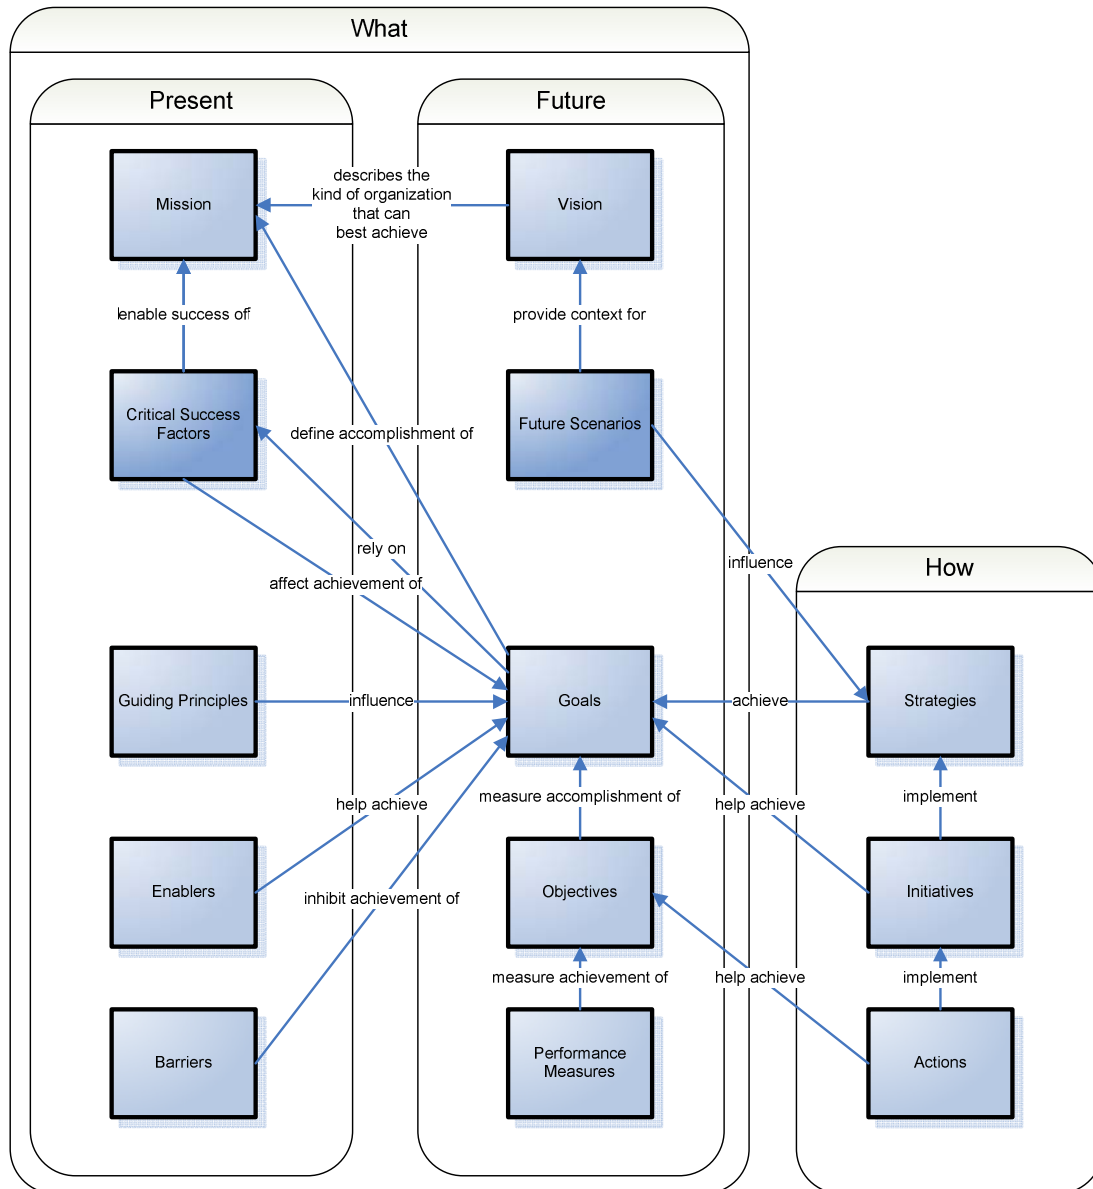 What
Present
Future
Mission
describes the
kind of organization
that can
best achieve
Vision
enable success of
provide context for
Critical Success
Factors
define accomplishment of
Future Scenarios
rely on
affect achievement of
influence
How
Guiding Principles
influence
Goals
achieve
Strategies
help achieve
measure accomplishment of
help achieve
implement
Enablers
inhibit achievement of
Objectives
Initiatives
measure achievement of
help achieve
implement
Barriers
Performance
Measures
Actions